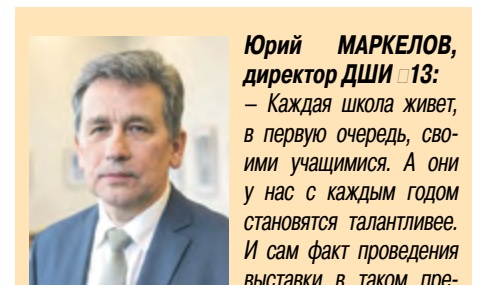 Юрий МАРКЕЛОВ,
директор ДШИ □13:
– Каждая школа живет,
в первую очередь, сво-
ими учащимися. А они
у нас с каждым годом
становятся талантливее.
И сам факт проведения
выставки в таком пре-